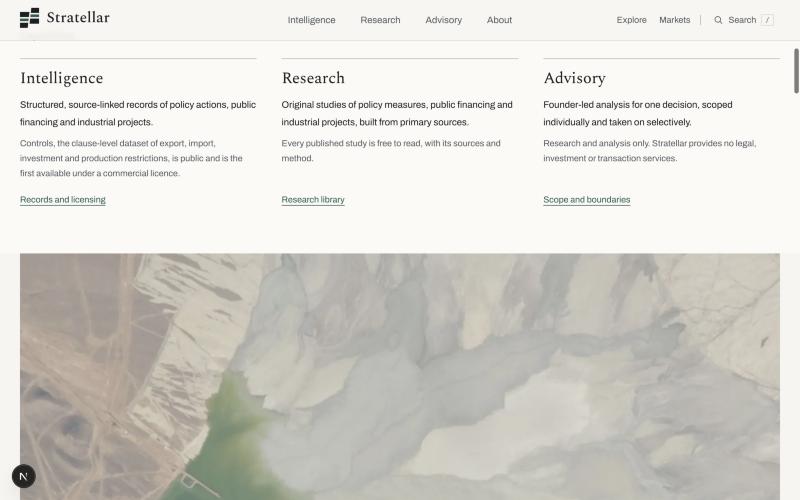 Stratellar
Intelligence
Research
Advisory
About
Explore
Markets
Search
/
Intelligence
Structured, source-linked records of policy actions, public
financing and industrial projects.
Controls, the clause-level dataset of export, import,
investment and production restrictions, is public and is the
first available under a commercial licence.
Records and licensing
Research
Original studies of policy measures, public financing and
industrial projects, built from primary sources.
Every published study is free to read, with its sources and
method.
Research library
Advisory
Founder-led analysis for one decision, scoped
individually and taken on selectively.
Research and analysis only. Stratellar provides no legal,
investment or transaction services.
Scope and boundaries
N